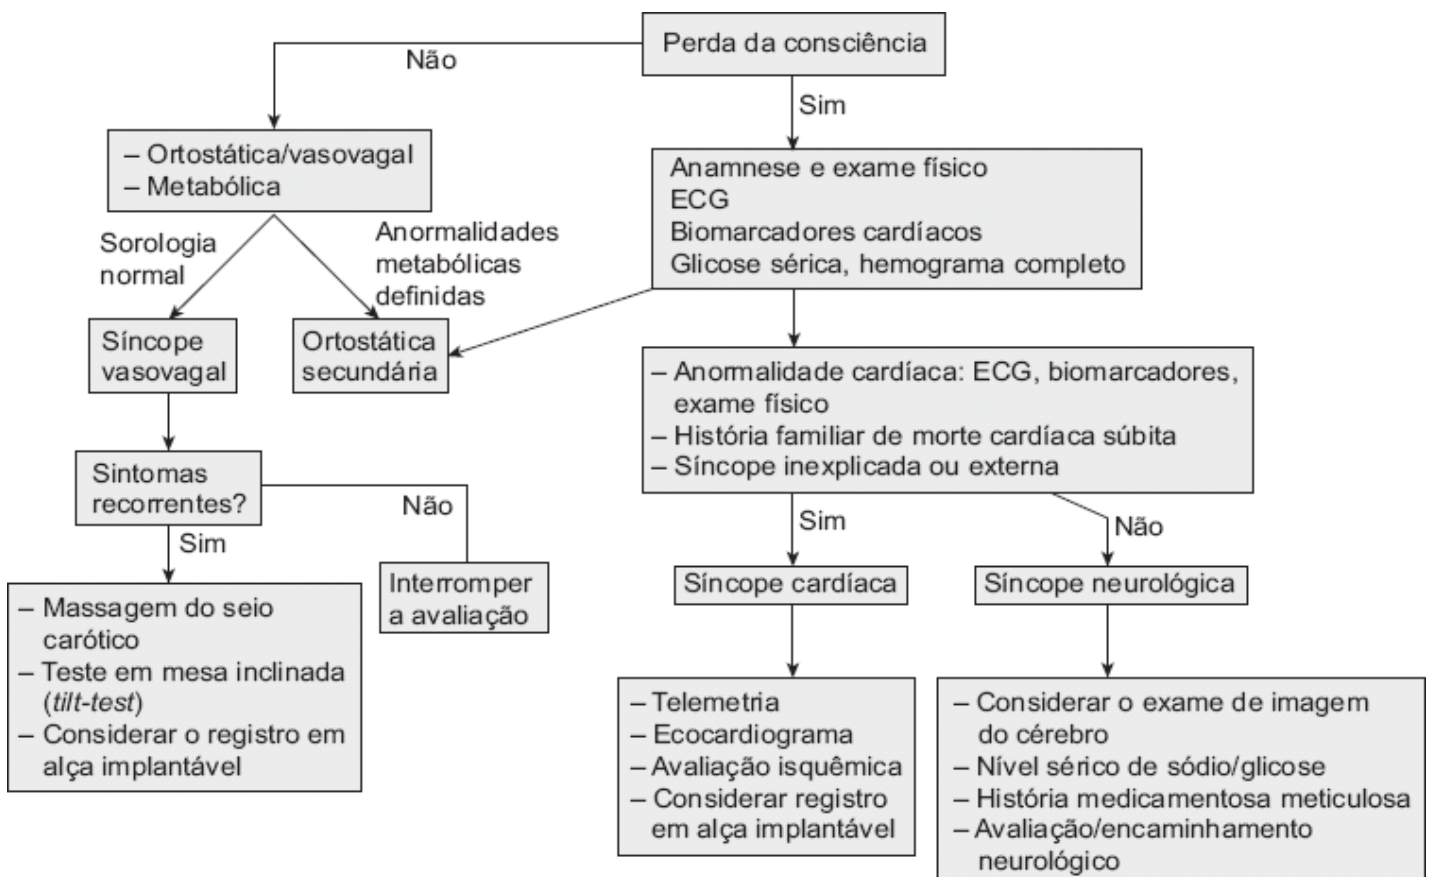 Perda da consciência
Não
Sim
– Ortostática/vasovagal
– Metabólica
Anamnese e exame físico
ECG
Biomarcadores cardíacos
Glicose sérica, hemograma completo
Sorologia
normal
Anormalidades
metabólicas
definidas
Síncope
vasovagal
Ortostática
secundária
– Anormalidade cardíaca: ECG, biomarcadores,
exame físico
– História familiar de morte cardíaca súbita
– Síncope inexplicada ou externa
Sintomas
recorrentes?
Não
Sim
Interromper
a avaliação
Sim
Não
Síncope cardíaca
Síncope neurológica
– Massagem do seio
carótico
– Teste em mesa inclinada
(tilt-test)
– Considerar o registro em
alça implantável
– Telemetria
– Ecocardiograma
– Avaliação isquêmica
– Considerar registro
em alça implantável
– Considerar o exame de imagem
do cérebro
– Nível sérico de sódio/glicose
– História medicamentosa meticulosa
– Avaliação/encaminhamento
neurológico